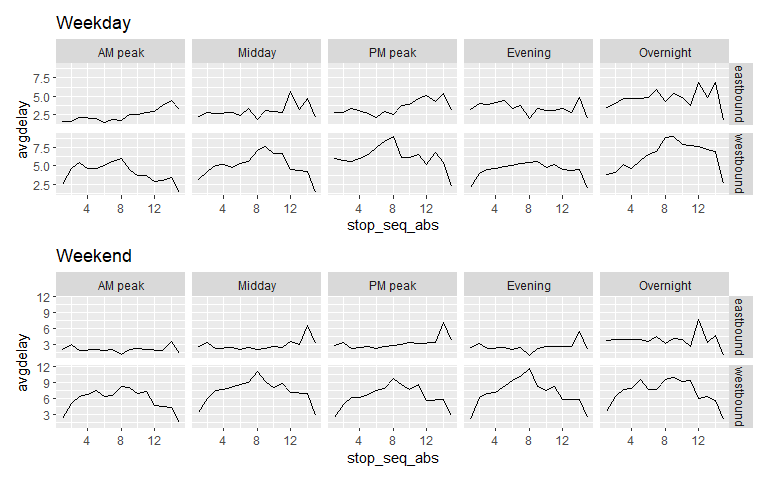 Weekday
AM peak Midday PM peak Evening Overnight
avgdelay
7.5
5.0
2.5
eastbound
7.5
5.0
2.5
westbound
4 8 12 4 8 12 4 8 12 4 8 12 4 8 12
stop_seq_abs
Weekend
AM peak Midday PM peak Evening Overnight
avgdelay
12
9
6
3
eastbound
12
9
6
3
westbound
4 8 12 4 8 12 4 8 12 4 8 12 4 8 12
stop_seq_abs